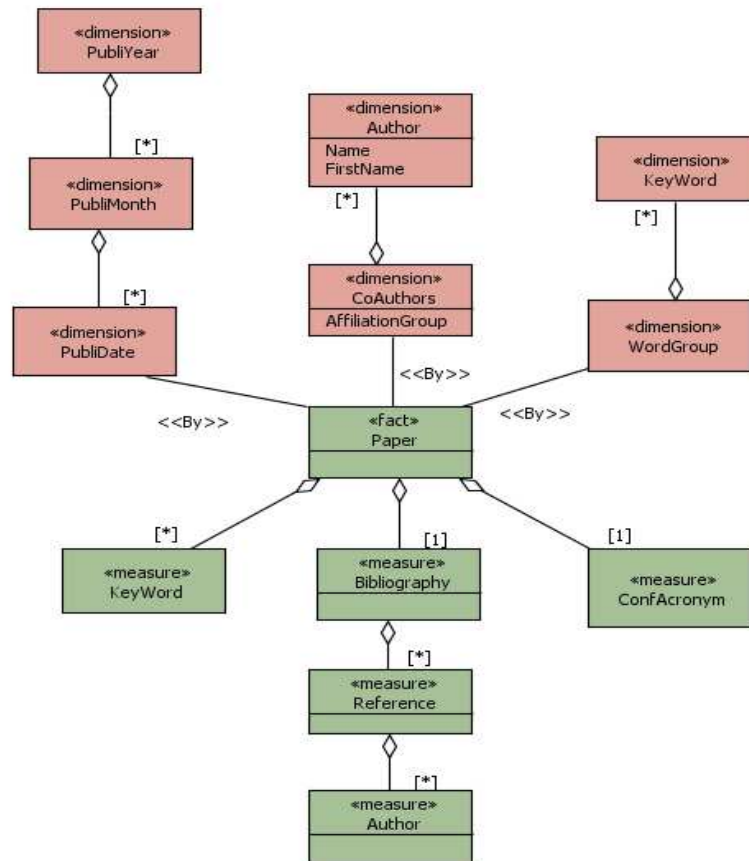 «dimension»
PubliYear
[*]
«dimension»
PubliMonth
[*]
«dimension»
PubliDate
«dimension»
Author
Name
FirstName
[*]
«dimension»
CoAuthors
AffiliationGroup
«dimension»
KeyWord
[*]
«dimension»
WordGroup
<<By>>
<<By>>
<<By>>
«fact»
Paper
[*]
[1]
[1]
«measure»
KeyWord
«measure»
Bibliography
«measure»
ConfAcronym
[*]
«measure»
Reference
[*]
«measure»
Author